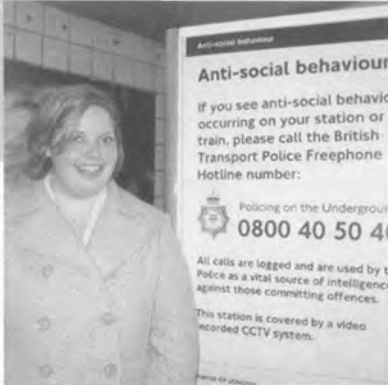 Anti-social behaviour
Anti-social behaviour
If you see anti-social behavio
occurring on your station or
train, please call the British
Transport Police Freephone
Hotline number:
Policing on the Undergroun
0800 40 50 40
All calls are logged and are used by t
Police as a vital source of intelligence
against those committing offences.
This station is covered by a video
recorded CCTV system.